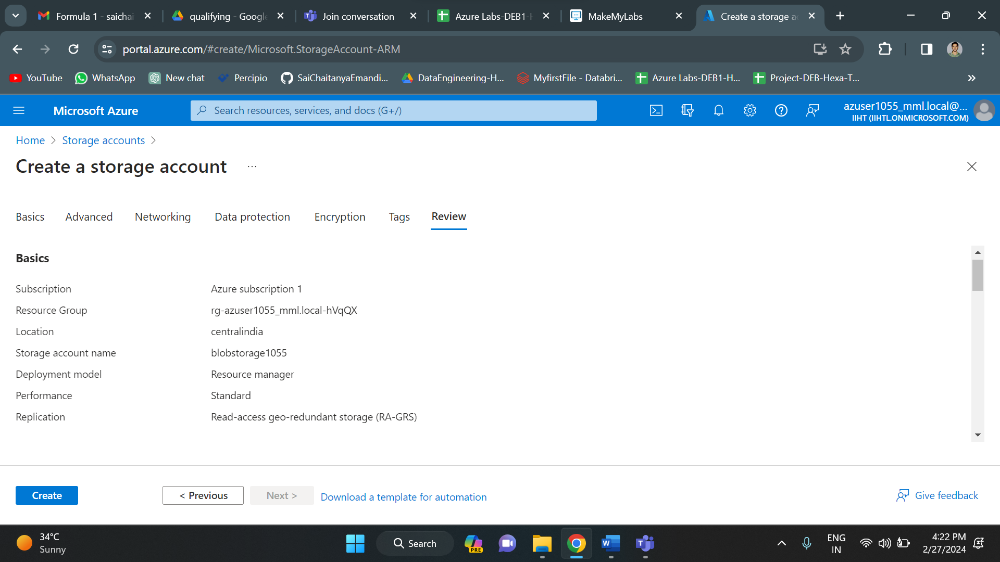 Formula 1 - saichai
qualifying - Google
Join conversation
Azure Labs-DEB1-H
MakeMyLabs
Create a storage ac
portal.azure.com/#create/Microsoft.StorageAccount-ARM
YouTube
WhatsApp
New chat
Percipio
SaiChaitanyaEmandi...
DataEngineering-H...
MyfirstFile - Databri...
Azure Labs-DEB1-H...
Project-DEB-Hexa-T...
Microsoft Azure
Search resources, services, and docs (G+/)
azuser1055_mml.local@...
IIHT (IIHTL.ONMICROSOFT.COM)
Home > Storage accounts >
Create a storage account ...
Basics
Advanced
Networking
Data protection
Encryption
Tags
Review
Basics
Subscription Azure subscription 1
Resource Group rg-azuser1055_mml.local-hVqQX
Location centralindia
Storage account name blobstorage1055
Deployment model Resource manager
Performance Standard
Replication Read-access geo-redundant storage (RA-GRS)
Create
< Previous
Next >
Download a template for automation
Give feedback
34°C
Sunny
Search
PRE
ENG
IN
4:22 PM
2/27/2024